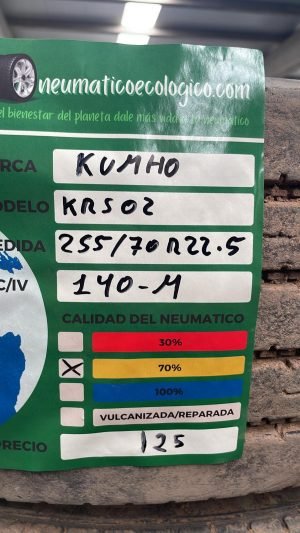 neumaticoecologico.com
el bienestar del planeta dale más vida tu neumático
RCA KUMHO
ODELO KRS02
EDIDA 255/70R22.5
C/IV 140-M
CALIDAD DEL NEUMATICO
30%
X 70%
100%
VULCANIZADA/REPARADA
PRECIO 125